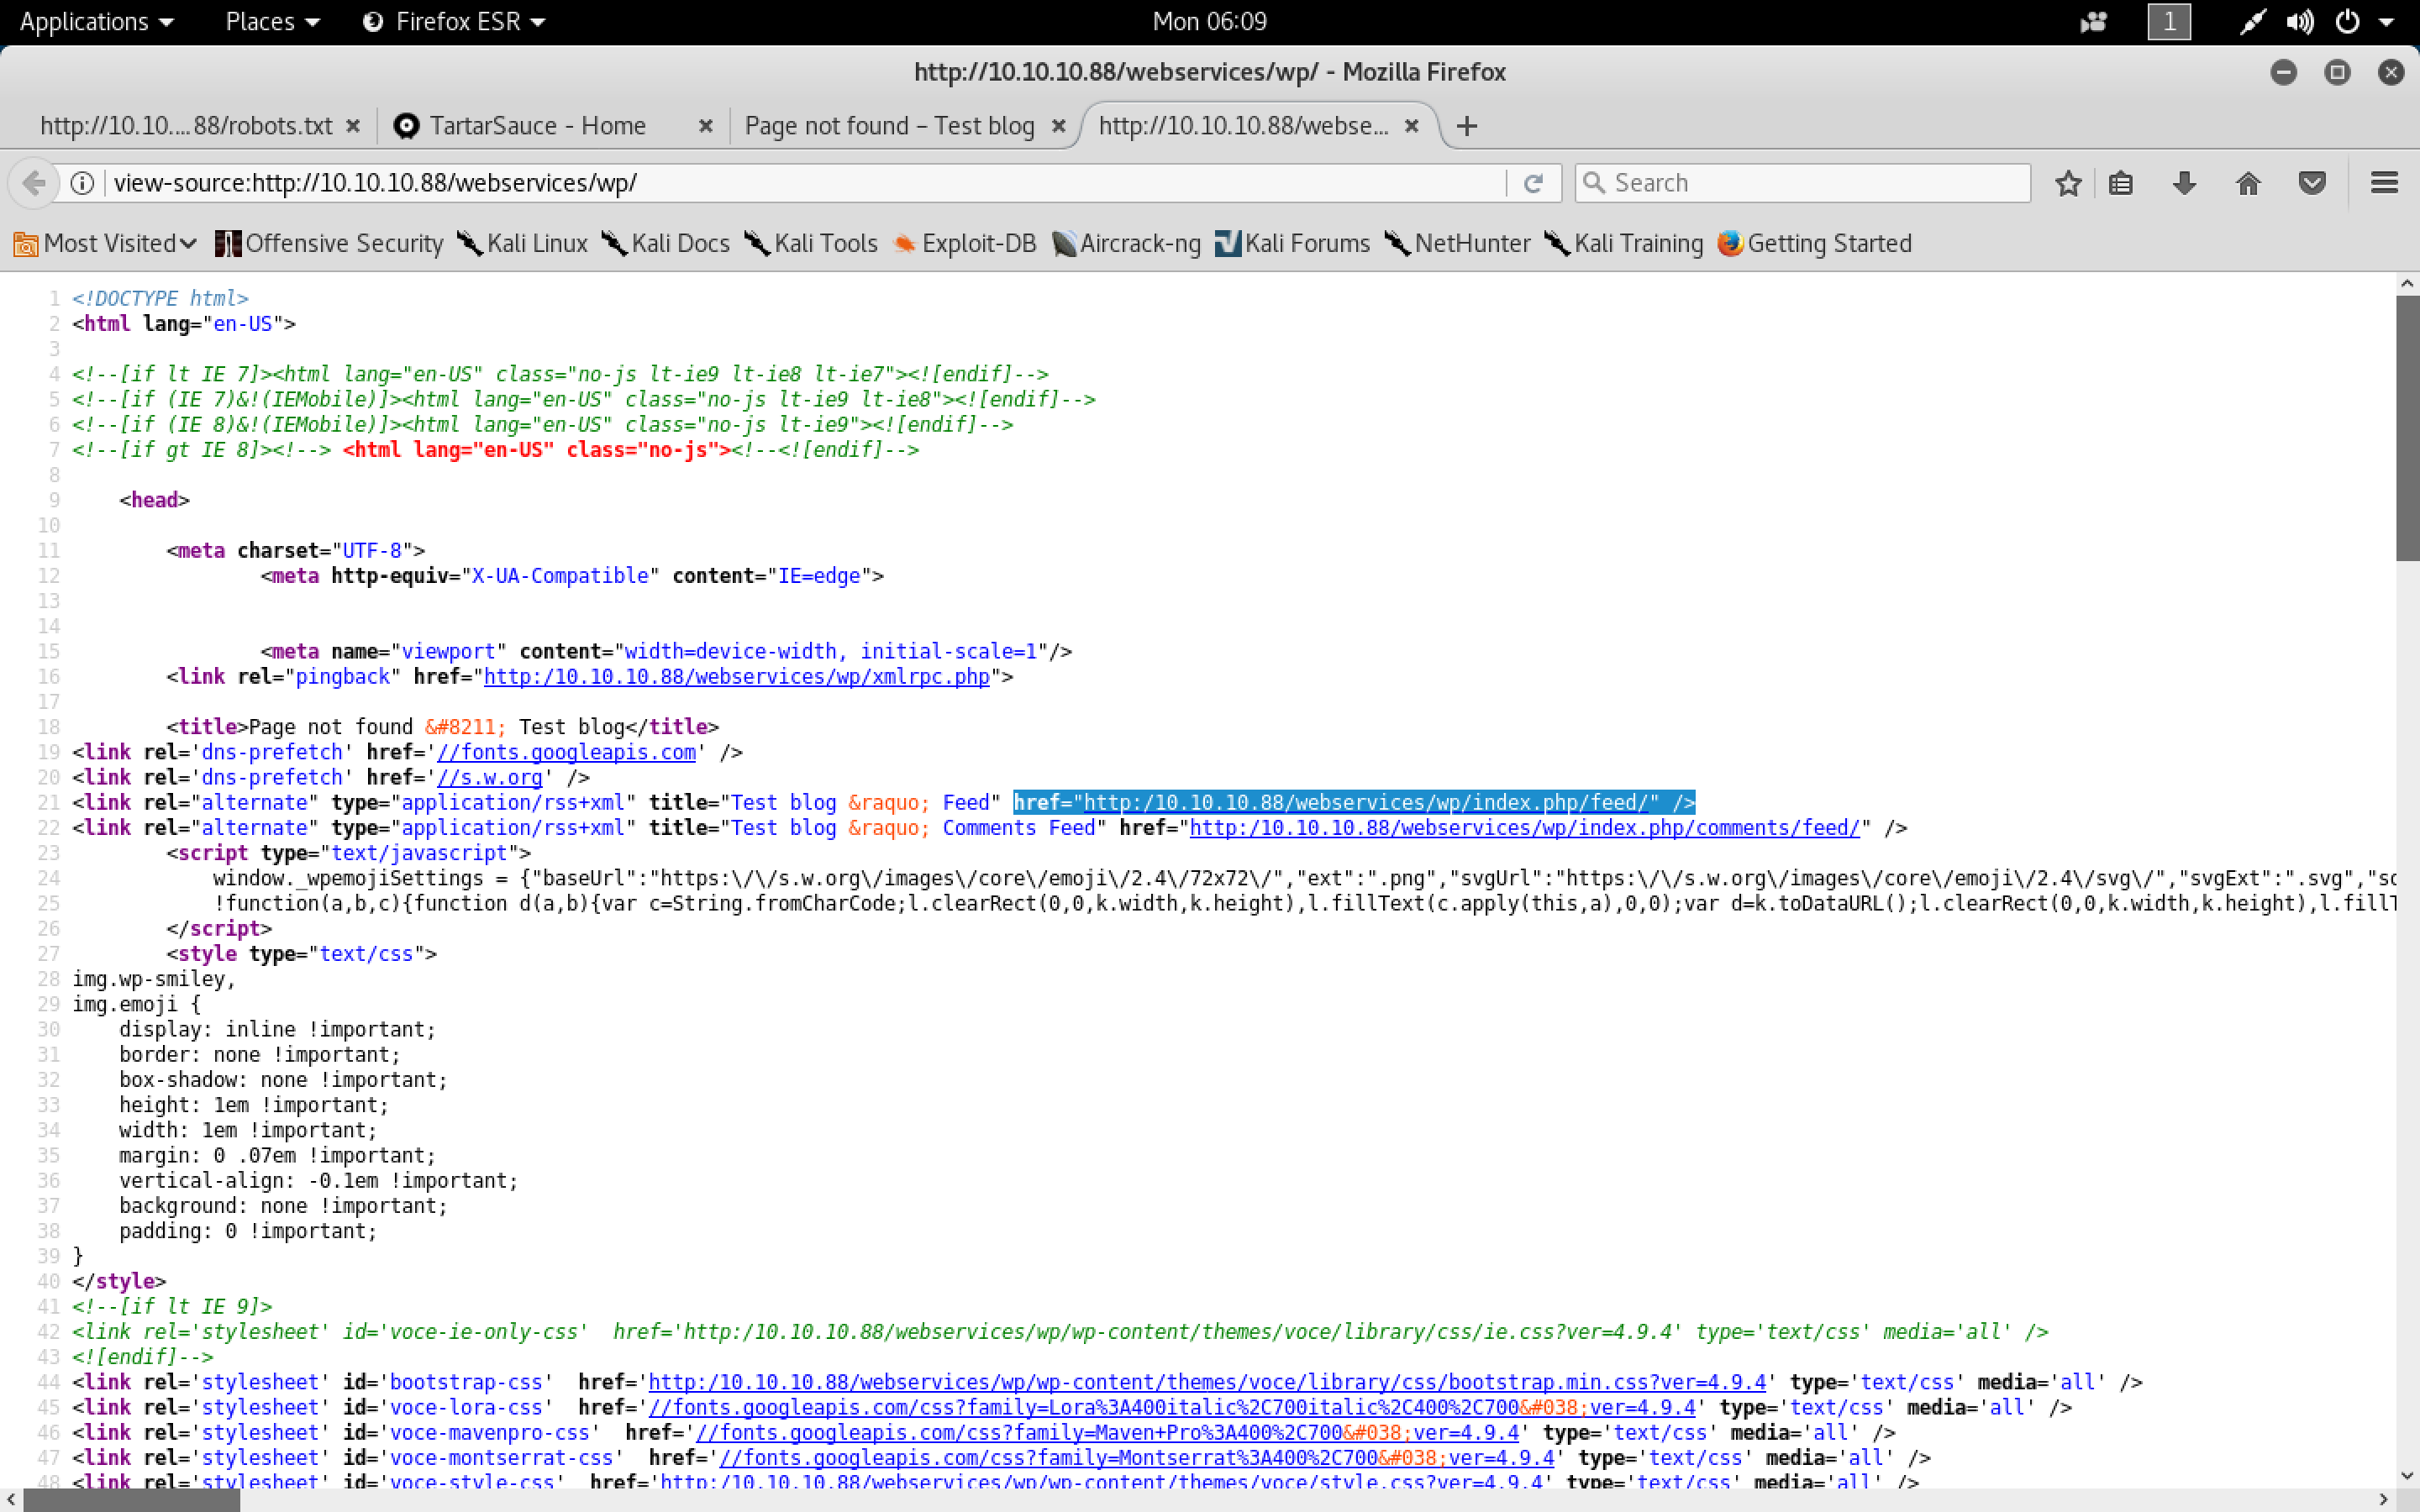 Applications Places Firefox ESR Mon 06:09 1
http://10.10.10.88/webservices/wp/ - Mozilla Firefox
http://10.10....88/robots.txt TartarSauce - Home Page not found – Test blog http://10.10.10.88/webse...
view-source:http://10.10.10.88/webservices/wp/ Search
Most Visited Offensive Security Kali Linux Kali Docs Kali Tools Exploit-DB Aircrack-ng Kali Forums NetHunter Kali Training Getting Started
1 <!DOCTYPE html>
2 <html lang="en-US">
3
4 <!--[if lt IE 7]><html lang="en-US" class="no-js lt-ie9 lt-ie8 lt-ie7"><![endif]-->
5 <!--[if (IE 7)&!(IEMobile)]><html lang="en-US" class="no-js lt-ie9 lt-ie8"><![endif]-->
6 <!--[if (IE 8)&!(IEMobile)]><html lang="en-US" class="no-js lt-ie9"><![endif]-->
7 <!--[if gt IE 8]><!--> <html lang="en-US" class="no-js"><!--<![endif]-->
8
9 <head>
10
11 <meta charset="UTF-8">
12 <meta http-equiv="X-UA-Compatible" content="IE=edge">
13
14
15 <meta name="viewport" content="width=device-width, initial-scale=1"/>
16 <link rel="pingback" href="http:/10.10.10.88/webservices/wp/xmlrpc.php">
17
18 <title>Page not found &#8211; Test blog</title>
19 <link rel='dns-prefetch' href='//fonts.googleapis.com' />
20 <link rel='dns-prefetch' href='//s.w.org' />
21 <link rel="alternate" type="application/rss+xml" title="Test blog &raquo; Feed" href="http:/10.10.10.88/webservices/wp/index.php/feed/" />
22 <link rel="alternate" type="application/rss+xml" title="Test blog &raquo; Comments Feed" href="http:/10.10.10.88/webservices/wp/index.php/comments/feed/" />
23 <script type="text/javascript">
24 window._wpemojiSettings = {"baseUrl":"https:\/\/s.w.org\/images\/core\/emoji\/2.4\/72x72\/","ext":".png","svgUrl":"https:\/\/s.w.org\/images\/core\/emoji\/2.4\/svg\/","svgExt":".svg","so
25 !function(a,b,c){function d(a,b){var c=String.fromCharCode;l.clearRect(0,0,k.width,k.height),l.fillText(c.apply(this,a),0,0);var d=k.toDataURL();l.clearRect(0,0,k.width,k.height),l.fillT
26 </script>
27 <style type="text/css">
28 img.wp-smiley,
29 img.emoji {
30 display: inline !important;
31 border: none !important;
32 box-shadow: none !important;
33 height: 1em !important;
34 width: 1em !important;
35 margin: 0 .07em !important;
36 vertical-align: -0.1em !important;
37 background: none !important;
38 padding: 0 !important;
39 }
40 </style>
41 <!--[if lt IE 9]>
42 <link rel='stylesheet' id='voce-ie-only-css' href='http:/10.10.10.88/webservices/wp/wp-content/themes/voce/library/css/ie.css?ver=4.9.4' type='text/css' media='all' />
43 <![endif]-->
44 <link rel='stylesheet' id='bootstrap-css' href='http:/10.10.10.88/webservices/wp/wp-content/themes/voce/library/css/bootstrap.min.css?ver=4.9.4' type='text/css' media='all' />
45 <link rel='stylesheet' id='voce-lora-css' href='//fonts.googleapis.com/css?family=Lora%3A400italic%2C700italic%2C400%2C700&#038;ver=4.9.4' type='text/css' media='all' />
46 <link rel='stylesheet' id='voce-mavenpro-css' href='//fonts.googleapis.com/css?family=Maven+Pro%3A400%2C700&#038;ver=4.9.4' type='text/css' media='all' />
47 <link rel='stylesheet' id='voce-montserrat-css' href='//fonts.googleapis.com/css?family=Montserrat%3A400%2C700&#038;ver=4.9.4' type='text/css' media='all' />
48 <link rel='stylesheet' id='voce-style-css' href='http:/10.10.10.88/webservices/wp/wp-content/themes/voce/style.css?ver=4.9.4' type='text/css' media='all' />